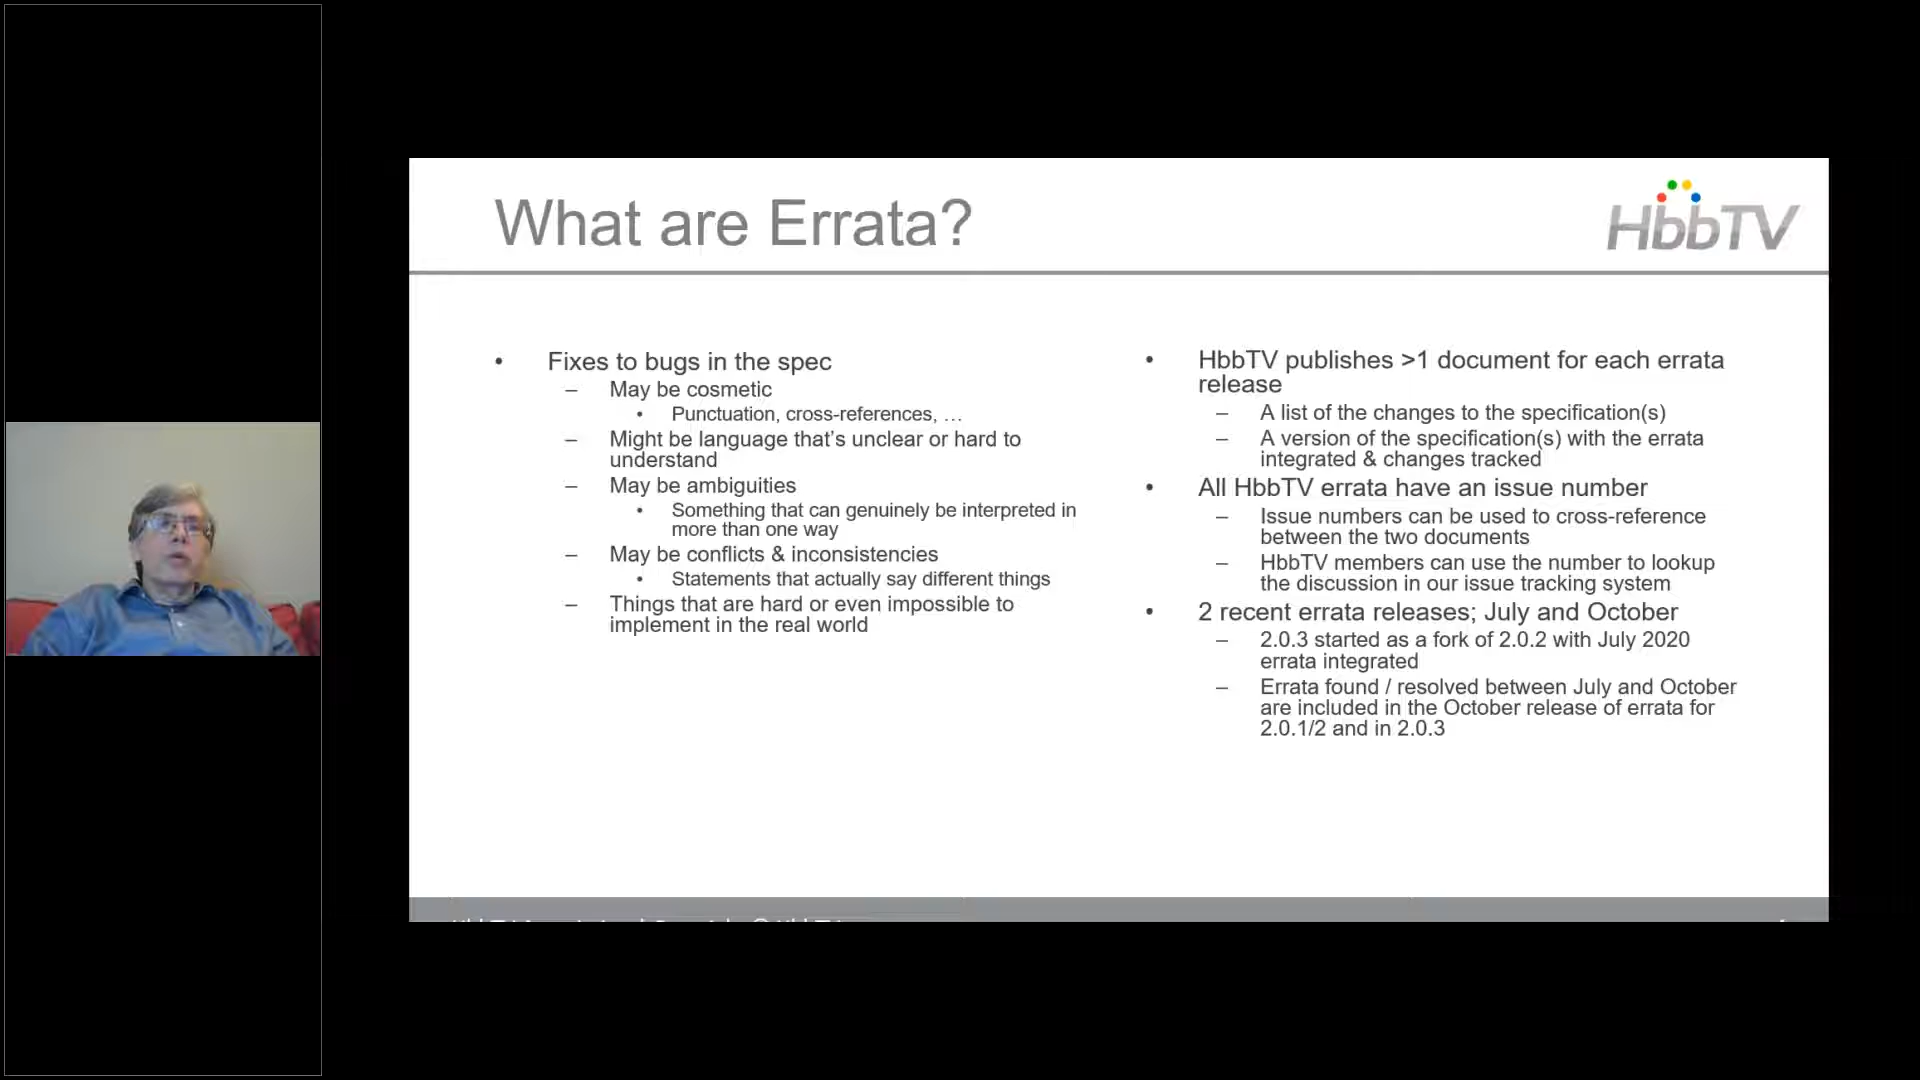 What are Errata?
HbbTV
• Fixes to bugs in the spec
– May be cosmetic
• Punctuation, cross-references, …
– Might be language that’s unclear or hard to
understand
– May be ambiguities
• Something that can genuinely be interpreted in
more than one way
– May be conflicts & inconsistencies
• Statements that actually say different things
– Things that are hard or even impossible to
implement in the real world
• HbbTV publishes >1 document for each errata
release
– A list of the changes to the specification(s)
– A version of the specification(s) with the errata
integrated & changes tracked
• All HbbTV errata have an issue number
– Issue numbers can be used to cross-reference
between the two documents
– HbbTV members can use the number to lookup
the discussion in our issue tracking system
• 2 recent errata releases; July and October
– 2.0.3 started as a fork of 2.0.2 with July 2020
errata integrated
– Errata found / resolved between July and October
are included in the October release of errata for
2.0.1/2 and in 2.0.3